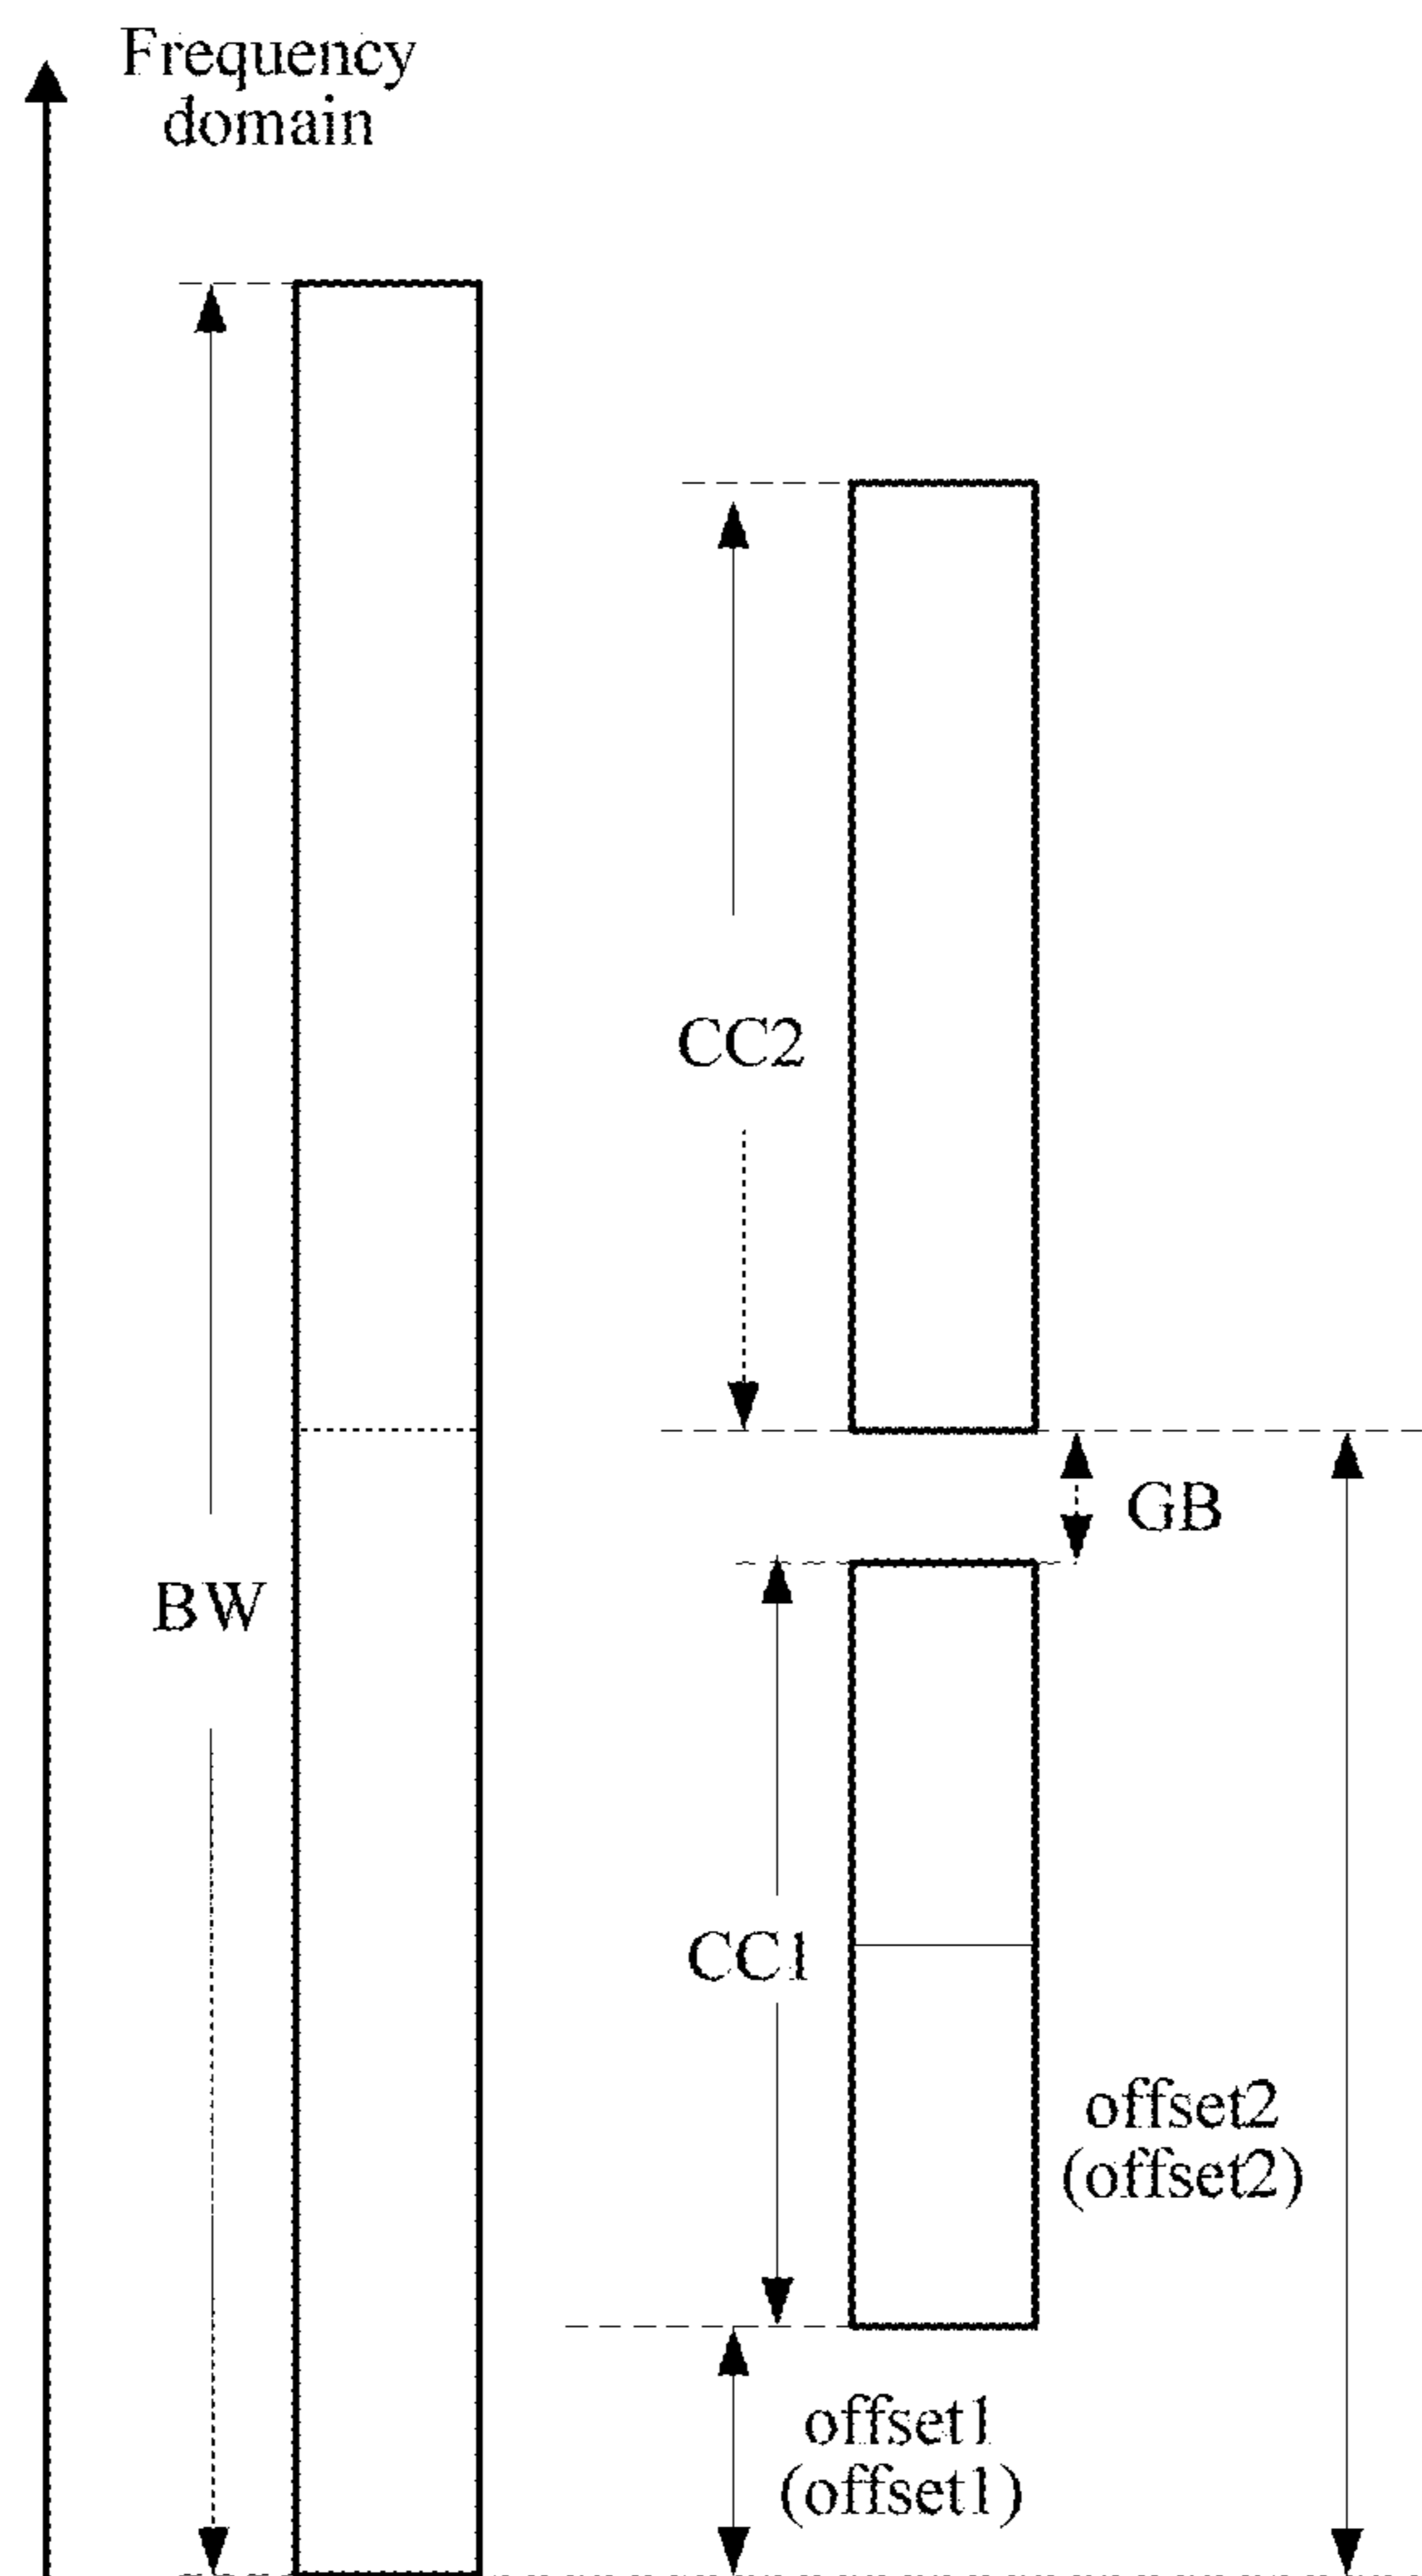 Frequency
domain
CC2
GB
BW
CC1
offset2
(offset2)
offset1
(offset1)